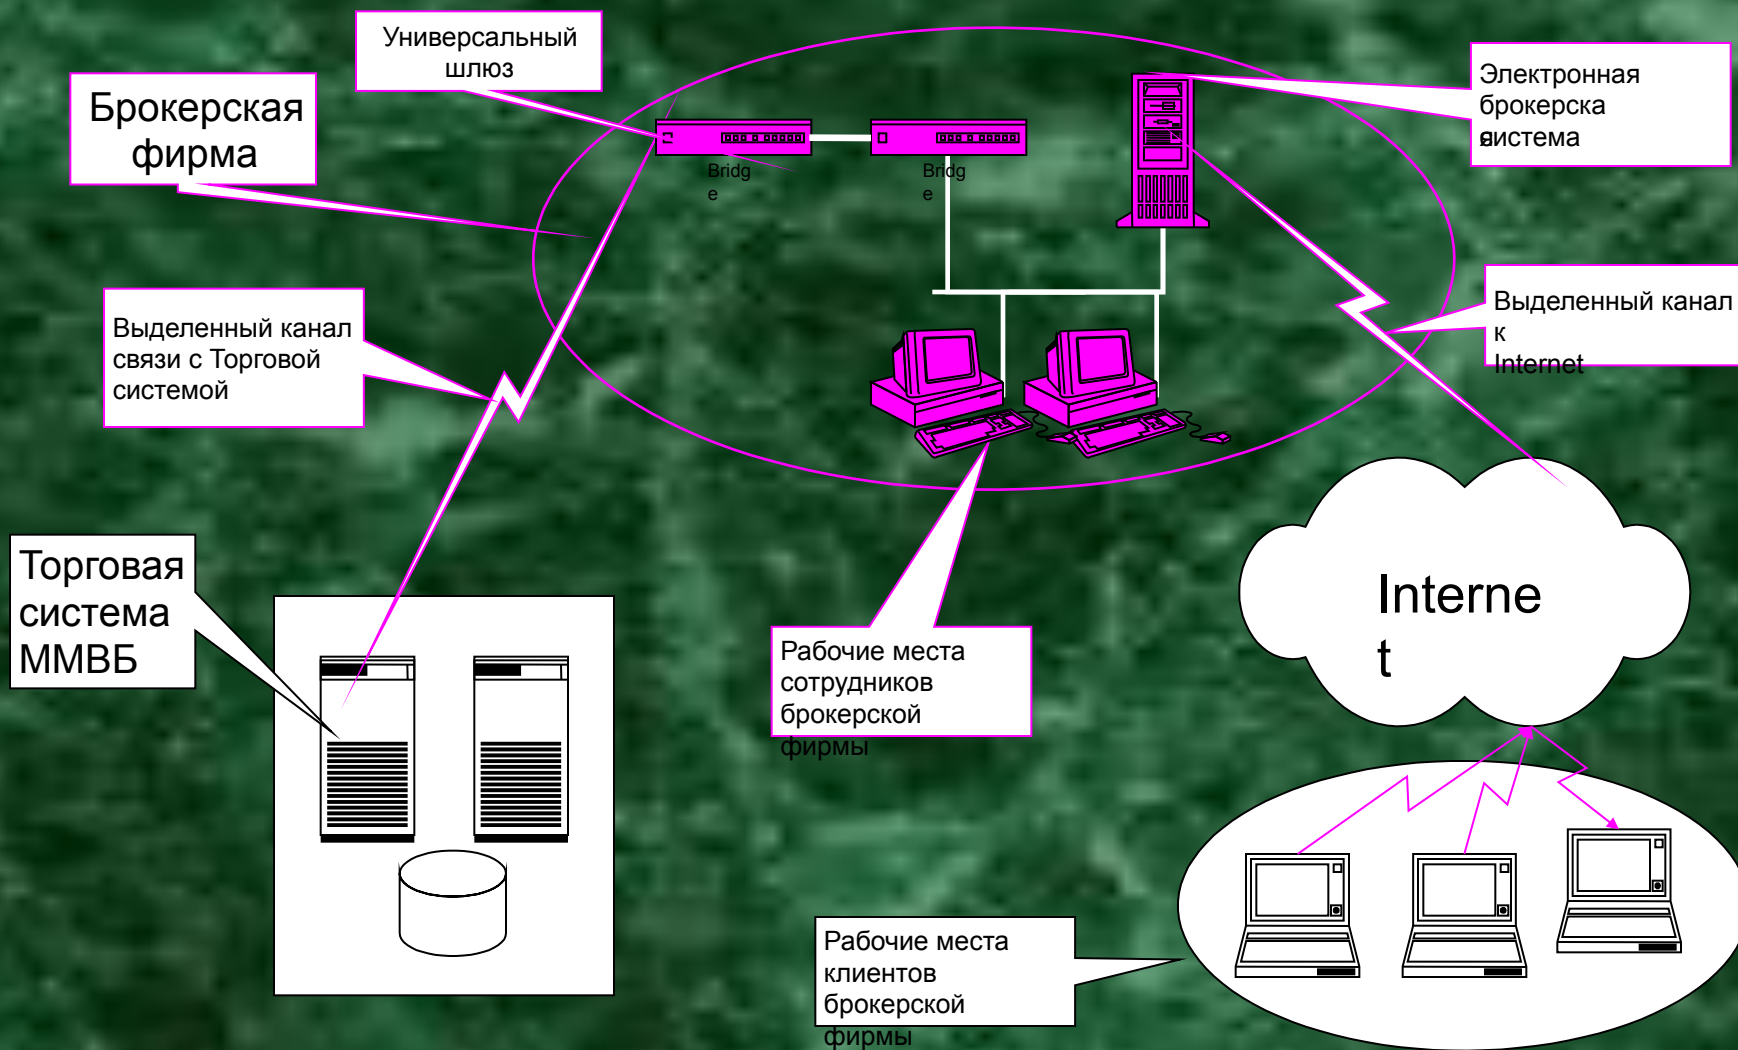 Универсальный
шлюз
Брокерская
фирма
Электронная
брокерска
я
система
Bridg
e
Bridg
e
Выделенный канал
связи с Торговой
системой
Выделенный канал
к
Internet
Торговая
система
ММВБ
Interne
t
Рабочие места
сотрудников
брокерской
фирмы
Рабочие места
клиентов
брокерской
фирмы